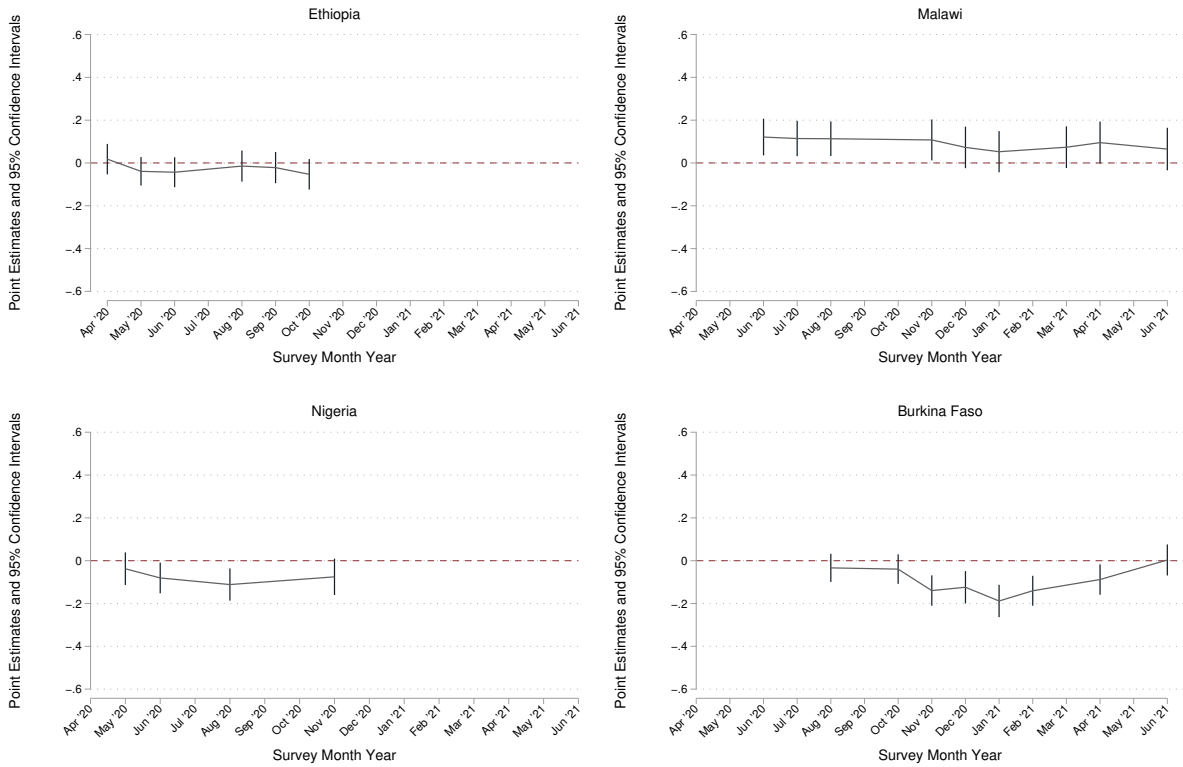 Ethiopia
Point Estimates and 95% Confidence Intervals
.6
.4
.2
0
−.2
−.4
−.6
Apr '20
May '20
Jun '20
Jul '20
Aug '20
Sep '20
Oct '20
Nov '20
Dec '20
Jan '21
Feb '21
Mar '21
Apr '21
May '21
Jun '21
Survey Month Year
Malawi
Point Estimates and 95% Confidence Intervals
.6
.4
.2
0
−.2
−.4
−.6
Apr '20
May '20
Jun '20
Jul '20
Aug '20
Sep '20
Oct '20
Nov '20
Dec '20
Jan '21
Feb '21
Mar '21
Apr '21
May '21
Jun '21
Survey Month Year
Nigeria
Point Estimates and 95% Confidence Intervals
.6
.4
.2
0
−.2
−.4
−.6
Apr '20
May '20
Jun '20
Jul '20
Aug '20
Sep '20
Oct '20
Nov '20
Dec '20
Jan '21
Feb '21
Mar '21
Apr '21
May '21
Jun '21
Survey Month Year
Burkina Faso
Point Estimates and 95% Confidence Intervals
.6
.4
.2
0
−.2
−.4
−.6
Apr '20
May '20
Jun '20
Jul '20
Aug '20
Sep '20
Oct '20
Nov '20
Dec '20
Jan '21
Feb '21
Mar '21
Apr '21
May '21
Jun '21
Survey Month Year